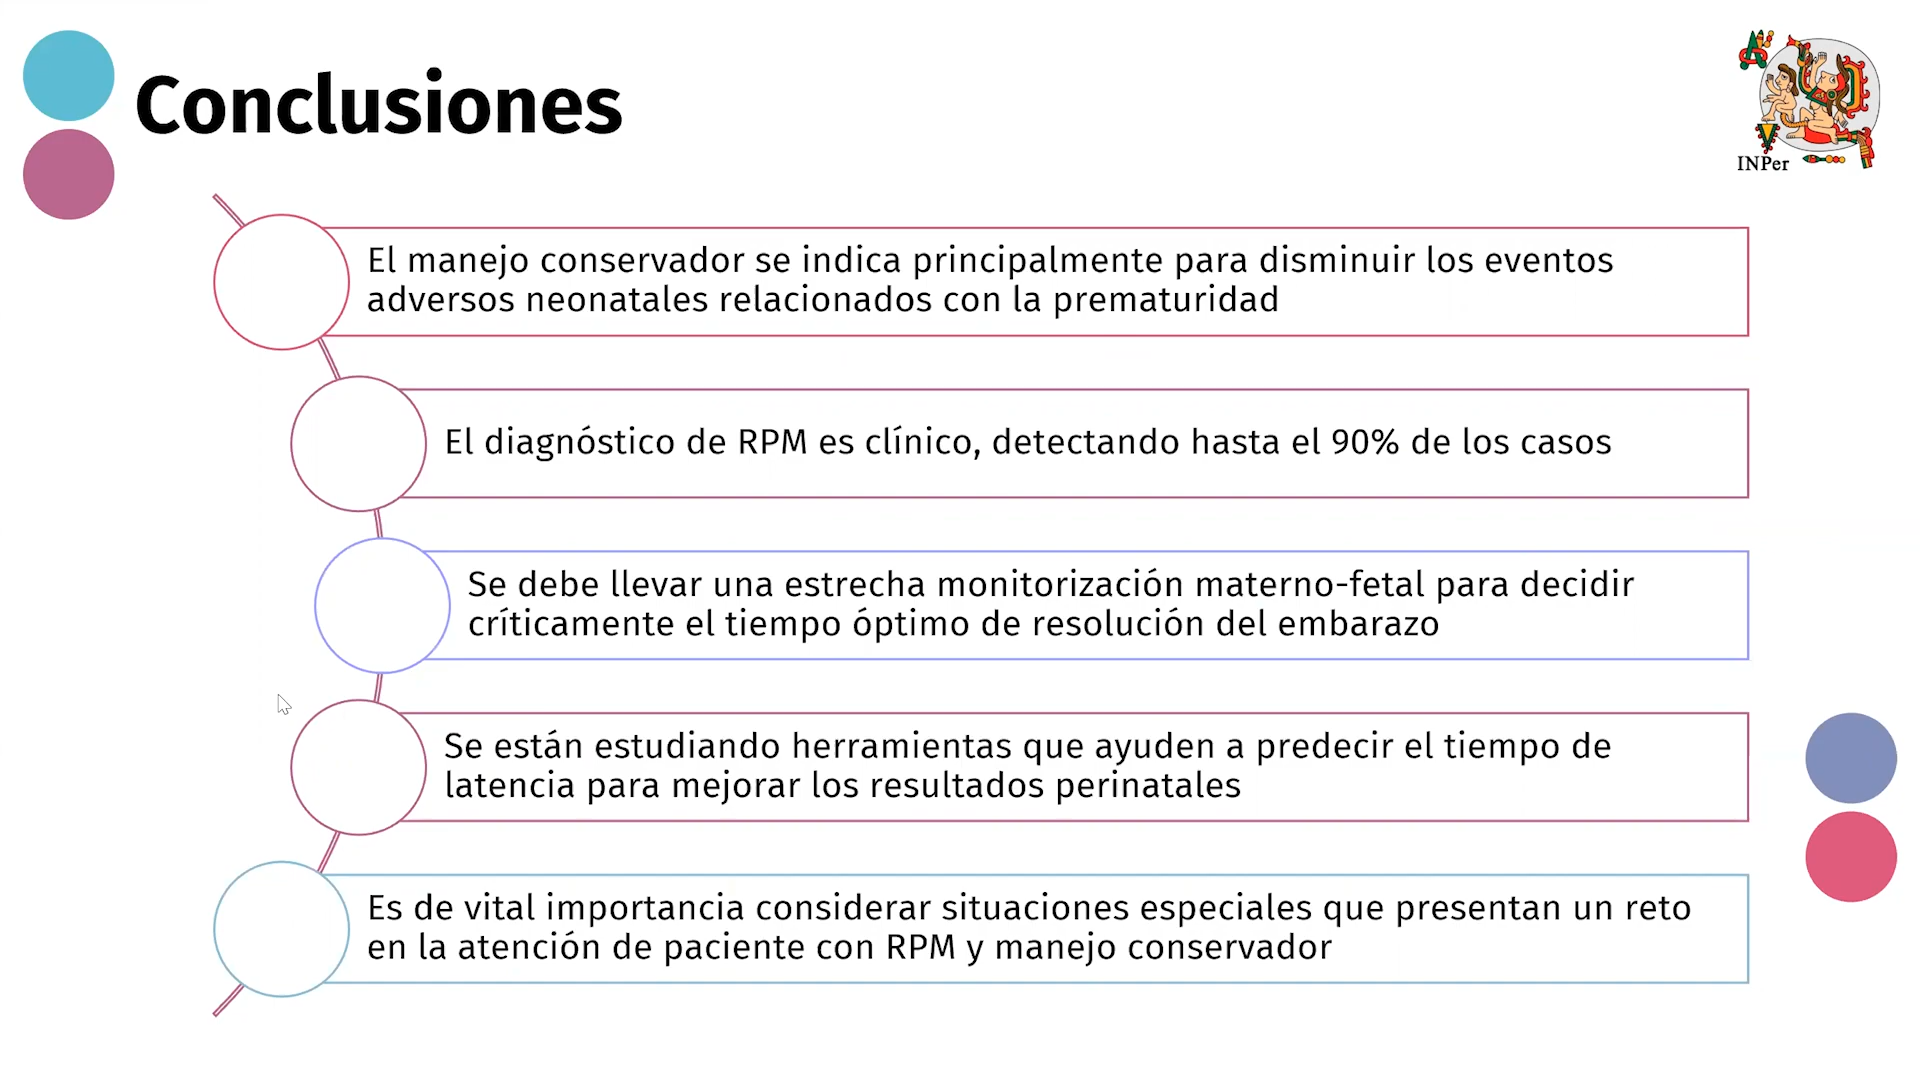 Conclusiones
INPer
El manejo conservador se indica principalmente para disminuir los eventos
adversos neonatales relacionados con la prematuridad
El diagnóstico de RPM es clínico, detectando hasta el 90% de los casos
Se debe llevar una estrecha monitorización materno-fetal para decidir
críticamente el tiempo óptimo de resolución del embarazo
Se están estudiando herramientas que ayuden a predecir el tiempo de
latencia para mejorar los resultados perinatales
Es de vital importancia considerar situaciones especiales que presentan un reto
en la atención de paciente con RPM y manejo conservador